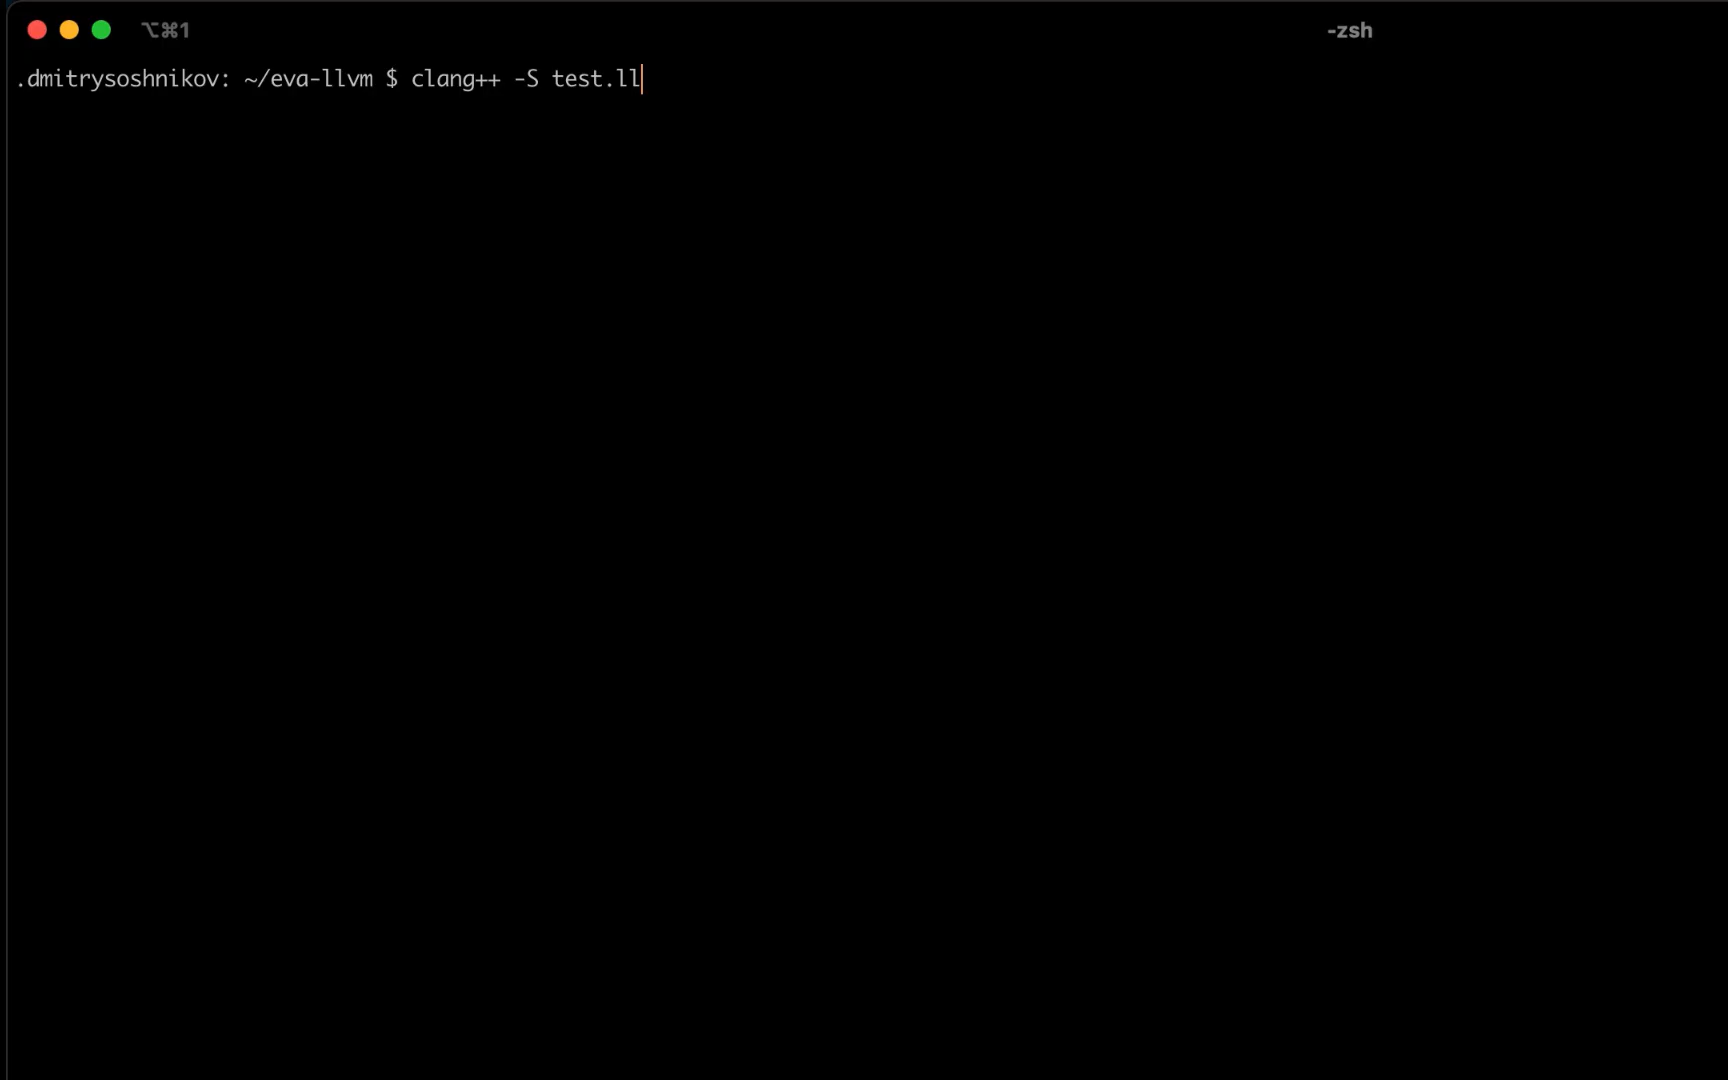 ⌥⌘1
-zsh
.dmitrysoshnikov: ~/eva-llvm $ clang++ -S test.ll